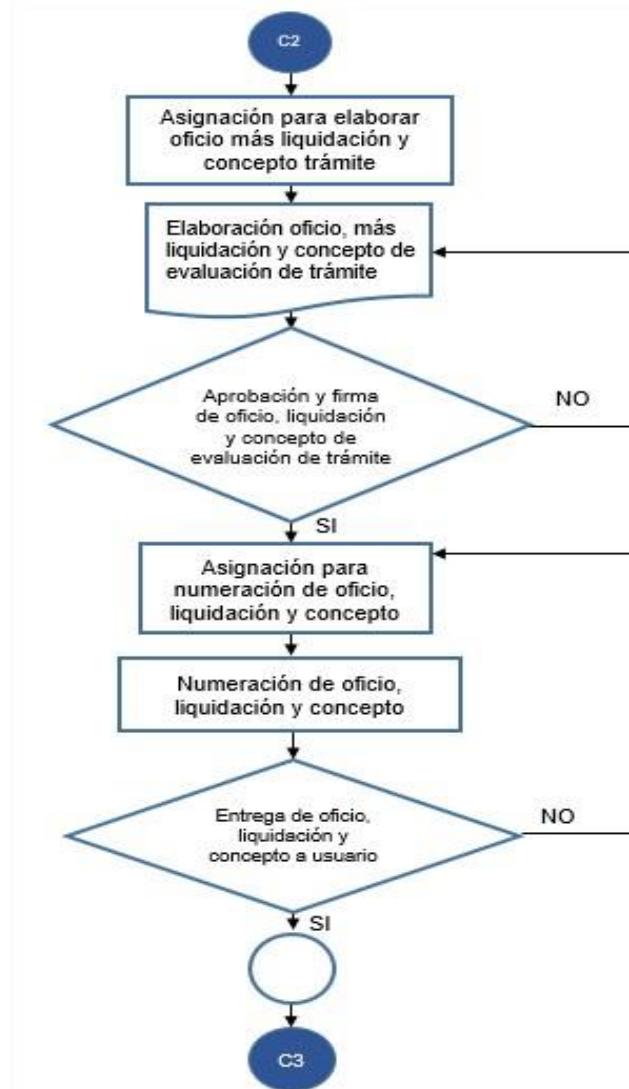 C2
Asignación para elaborar
oficio más liquidación y
concepto trámite
Elaboración oficio, más
liquidación y concepto de
evaluación de trámite
Aprobación y firma
de oficio, liquidación
y concepto de
evaluación de trámite
NO
SI
Asignación para
numeración de oficio,
liquidación y concepto
Numeración de oficio,
liquidación y concepto
Entrega de oficio,
liquidación y
concepto a usuario
NO
SI
C3